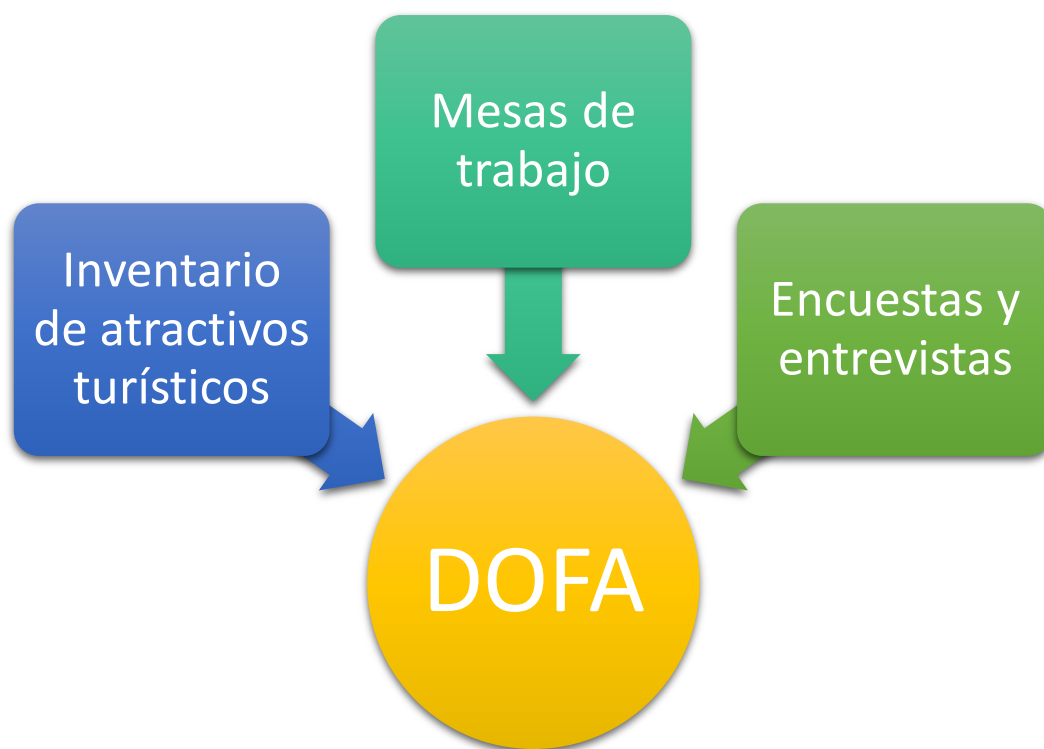 Mesas de
trabajo
Inventario
de atractivos
turísticos
Encuestas y
entrevistas
DOFA